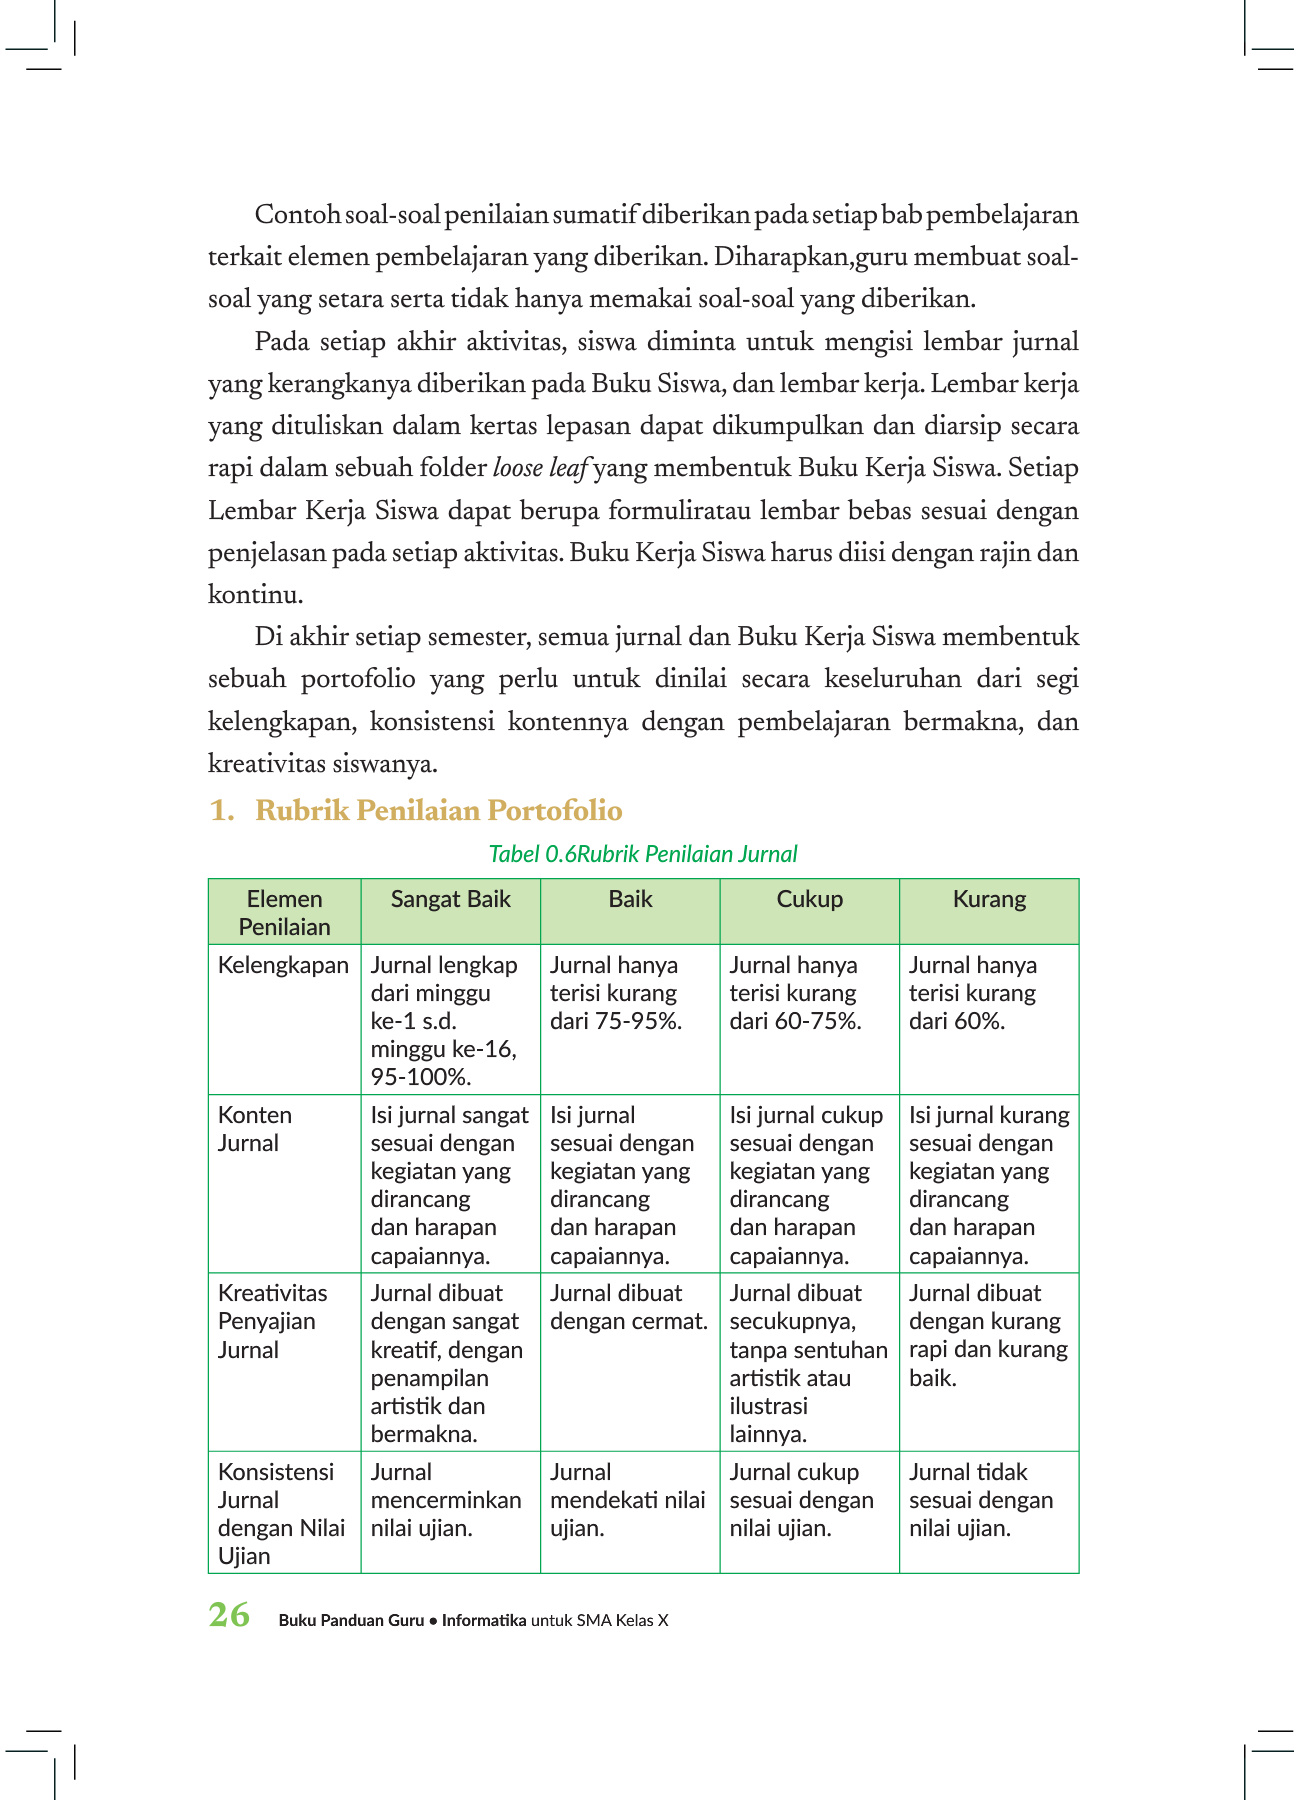 Contoh soal-soal penilaian sumatif diberikan pada setiap bab pembelajaran
terkait elemen pembelajaran yang diberikan. Diharapkan,guru membuat soal-
soal yang setara serta tidak hanya memakai soal-soal yang diberikan.
Pada setiap akhir aktivitas, siswa diminta untuk mengisi lembar jurnal
yang kerangkanya diberikan pada Buku Siswa, dan lembar kerja. Lembar kerja
yang dituliskan dalam kertas lepasan dapat dikumpulkan dan diarsip secara
rapi dalam sebuah folder loose leaf yang membentuk Buku Kerja Siswa. Setiap
Lembar Kerja Siswa dapat berupa formuliratau lembar bebas sesuai dengan
penjelasan pada setiap aktivitas. Buku Kerja Siswa harus diisi dengan rajin dan
kontinu.
Di akhir setiap semester, semua jurnal dan Buku Kerja Siswa membentuk
sebuah portofolio yang perlu untuk dinilai secara keseluruhan dari segi
kelengkapan, konsistensi kontennya dengan pembelajaran bermakna, dan
kreativitas siswanya.
1. Rubrik Penilaian Portofolio
Tabel 0.6Rubrik Penilaian Jurnal
Elemen
Penilaian
Sangat Baik
Baik
Cukup
Kurang
Kelengkapan
Jurnal lengkap
dari minggu
ke-1 s.d.
minggu ke-16,
95-100%.
Jurnal hanya
terisi kurang
dari 75-95%.
Jurnal hanya
terisi kurang
dari 60-75%.
Jurnal hanya
terisi kurang
dari 60%.
Konten
Jurnal
Isi jurnal sangat
sesuai dengan
kegiatan yang
dirancang
dan harapan
capaiannya.
Isi jurnal
sesuai dengan
kegiatan yang
dirancang
dan harapan
capaiannya.
Isi jurnal cukup
sesuai dengan
kegiatan yang
dirancang
dan harapan
capaiannya.
Isi jurnal kurang
sesuai dengan
kegiatan yang
dirancang
dan harapan
capaiannya.
Kreativitas
Penyajian
Jurnal
Jurnal dibuat
dengan sangat
kreatif, dengan
penampilan
artistik dan
bermakna.
Jurnal dibuat
dengan cermat.
Jurnal dibuat
secukupnya,
tanpa sentuhan
artistik atau
ilustrasi
lainnya.
Jurnal dibuat
dengan kurang
rapi dan kurang
baik.
Konsistensi
Jurnal
dengan Nilai
Ujian
Jurnal
mencerminkan
nilai ujian.
Jurnal
mendekati nilai
ujian.
Jurnal cukup
sesuai dengan
nilai ujian.
Jurnal tidak
sesuai dengan
nilai ujian.
26 Buku Panduan Guru • Informatika untuk SMA Kelas X